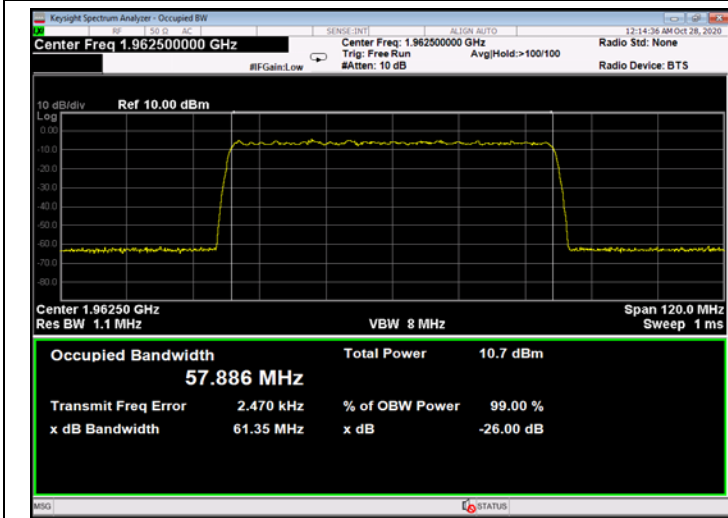 Keysight Spectrum Analyzer - Occupied BW
RF 50 Ω AC SENSE:INT ALIGN AUTO 12:14:36 AM Oct 28, 2020
Center Freq 1.962500000 GHz Center Freq: 1.962500000 GHz Radio Std: None
Trig: Free Run Avg|Hold:>100/100
#IFGain:Low #Atten: 10 dB Radio Device: BTS
10 dB/div Ref 10.00 dBm
Log
0.00
-10.0
-20.0
-30.0
-40.0
-50.0
-60.0
-70.0
-80.0
Center 1.96250 GHz Span 120.0 MHz
Res BW 1.1 MHz VBW 8 MHz Sweep 1 ms
Occupied Bandwidth Total Power 10.7 dBm
57.886 MHz
Transmit Freq Error 2.470 kHz % of OBW Power 99.00 %
x dB Bandwidth 61.35 MHz x dB -26.00 dB
MSG STATUS